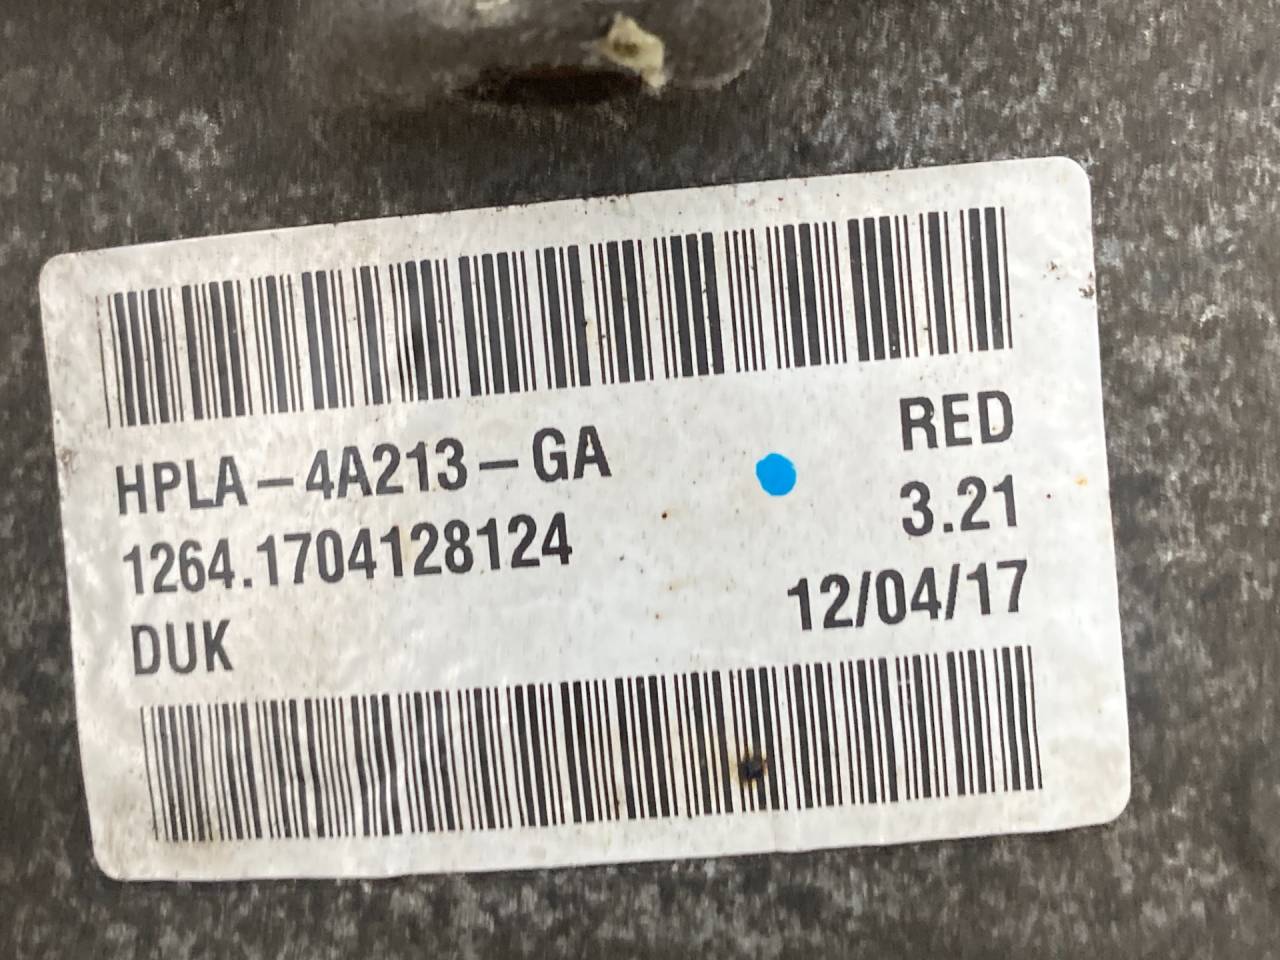 HPLA-4A213-GA
RED
1264.1704128124
3.21
DUK
12/04/17